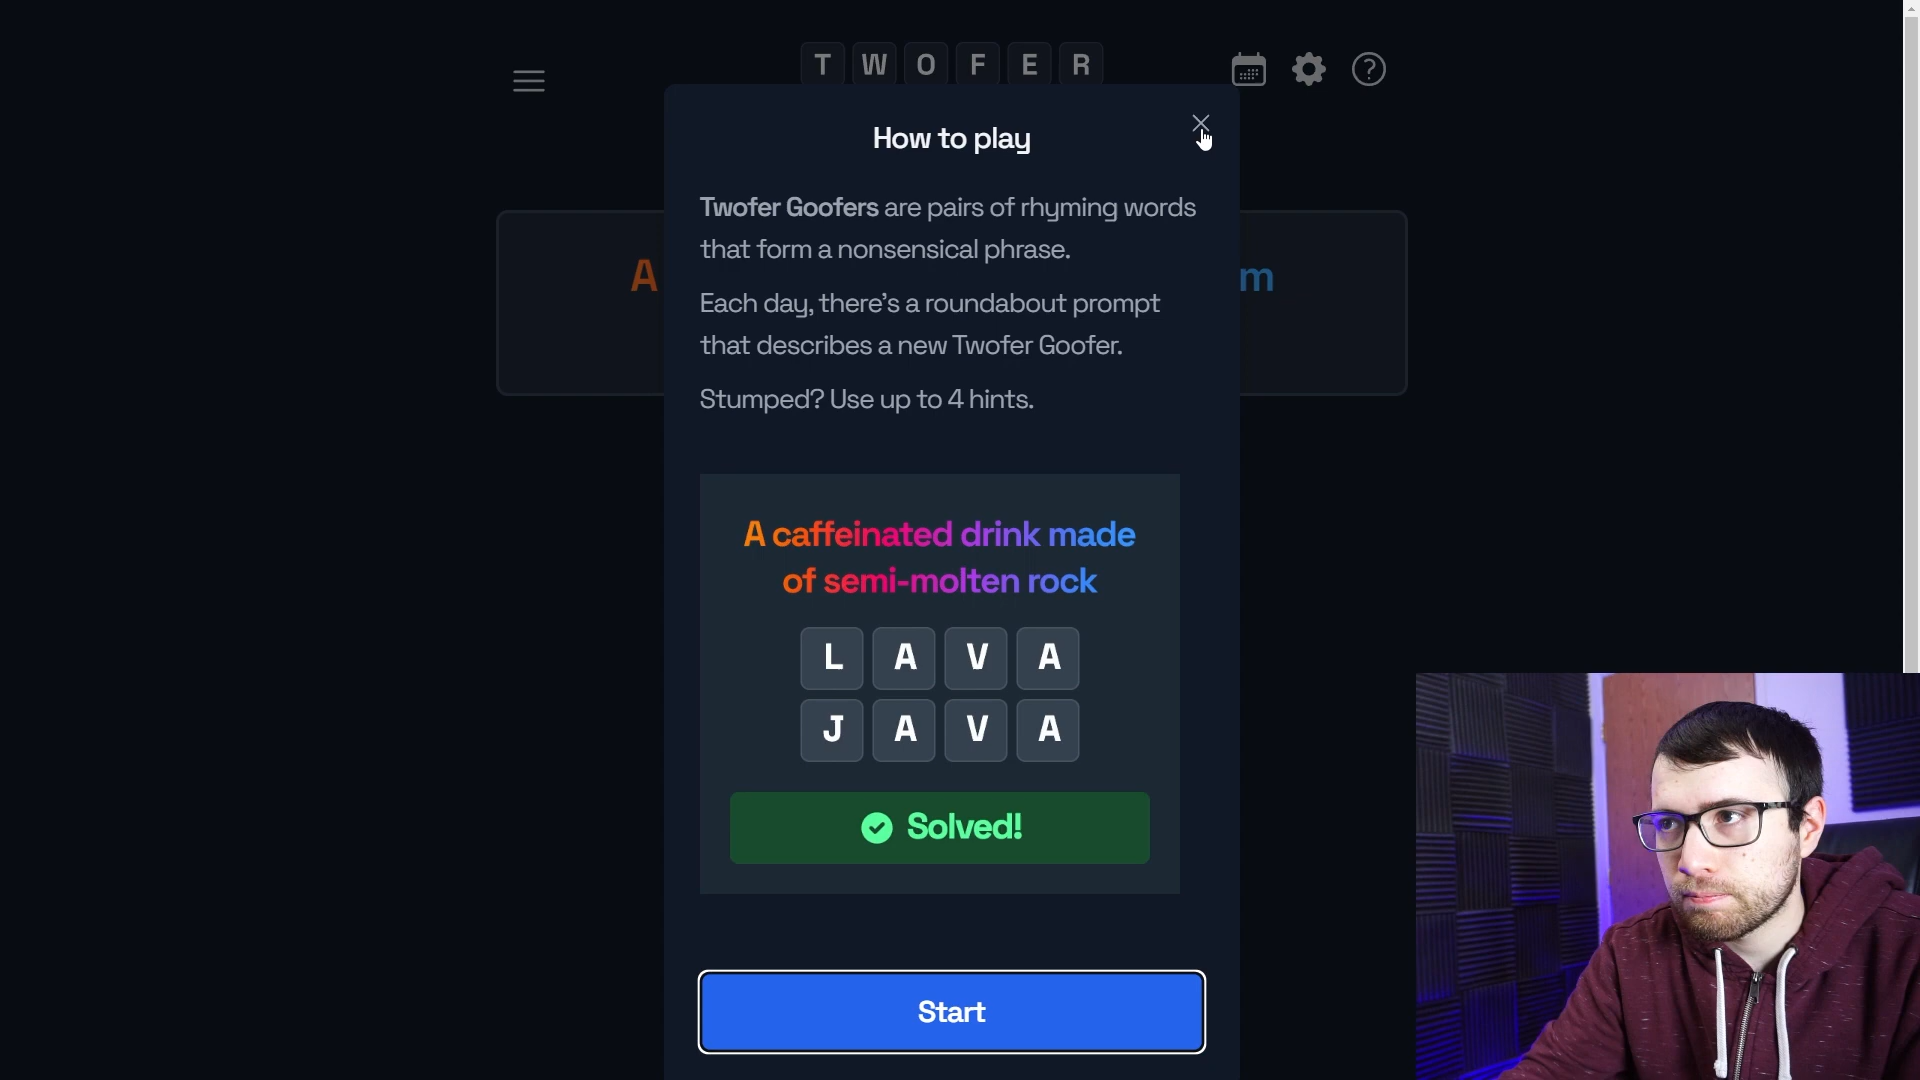 TWOFER
How to play
Twofer Goofers are pairs of rhyming words
that form a nonsensical phrase.
A
m
Each day, there's a roundabout prompt
that describes a new Twofer Goofer.
Stumped? Use up to 4 hints.
A caffeinated drink made
of semi-molten rock
LAVA
JAVA
Solved!
Start